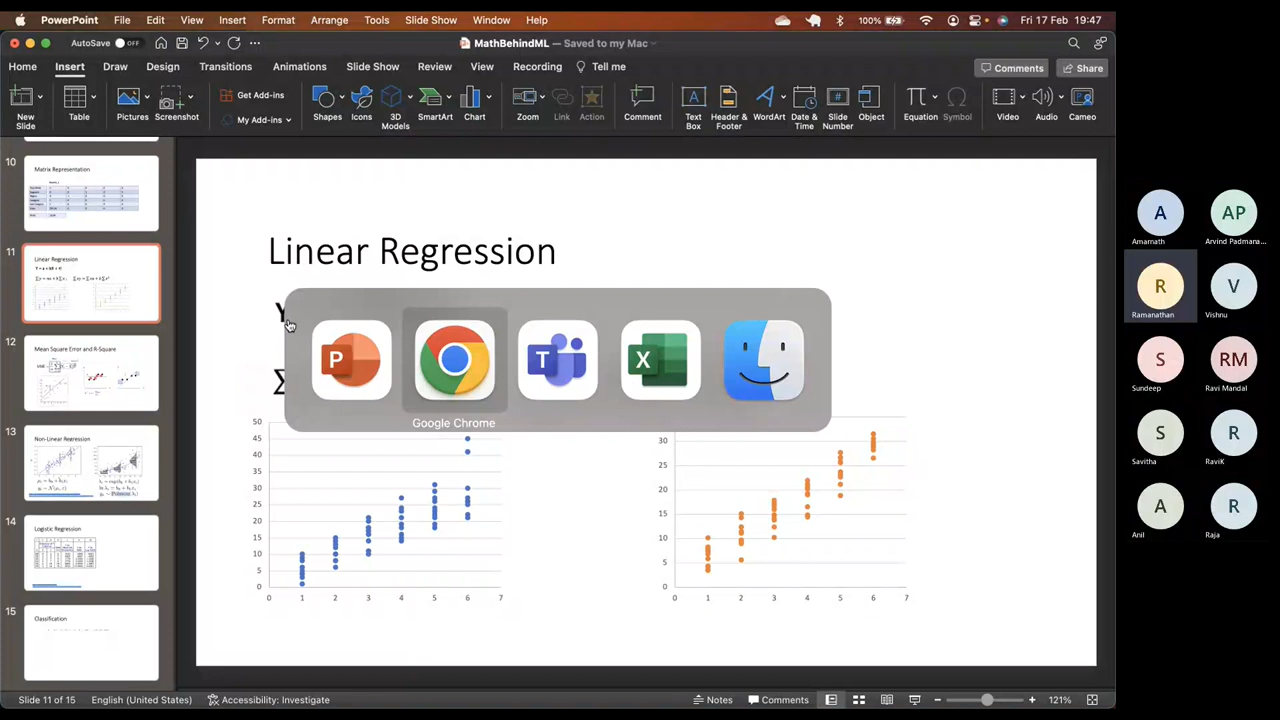 PowerPoint File Edit View Insert Format Arrange Tools Slide Show Window Help 100% Fri 17 Feb 19:47
AutoSave OFF MathBehindML — Saved to my Mac
Home Insert Draw Design Transitions Animations Slide Show Review View Recording Tell me Comments Share
New Slide
Table
Pictures
Screenshot
Get Add-ins
My Add-ins
Shapes
Icons
3D Models
SmartArt
Chart
Zoom
Link
Action
Comment
Text Box
Header & Footer
WordArt
Date & Time
Slide Number
Object
Equation
Symbol
Video
Audio
Cameo
10
Matrix Representation
11
Linear Regression
12
Mean Square Error and R-Square
13
Non-Linear Regression
14
Logistic Regression
15
Classification
Linear Regression
Y
Σ
P
T
X
Google Chrome
50
45
40
35
30
25
20
15
10
5
0
0 1 2 3 4 5 6 7
30
25
20
15
10
5
0
0 1 2 3 4 5 6 7
A AP
Amarnath Arvind Padmana...
R V
Ramanathan Vishnu
S RM
Sundeep Ravi Mandal
S R
Savitha RaviK
A R
Anil Raja
Slide 11 of 15 English (United States) Accessibility: Investigate Notes Comments 121%